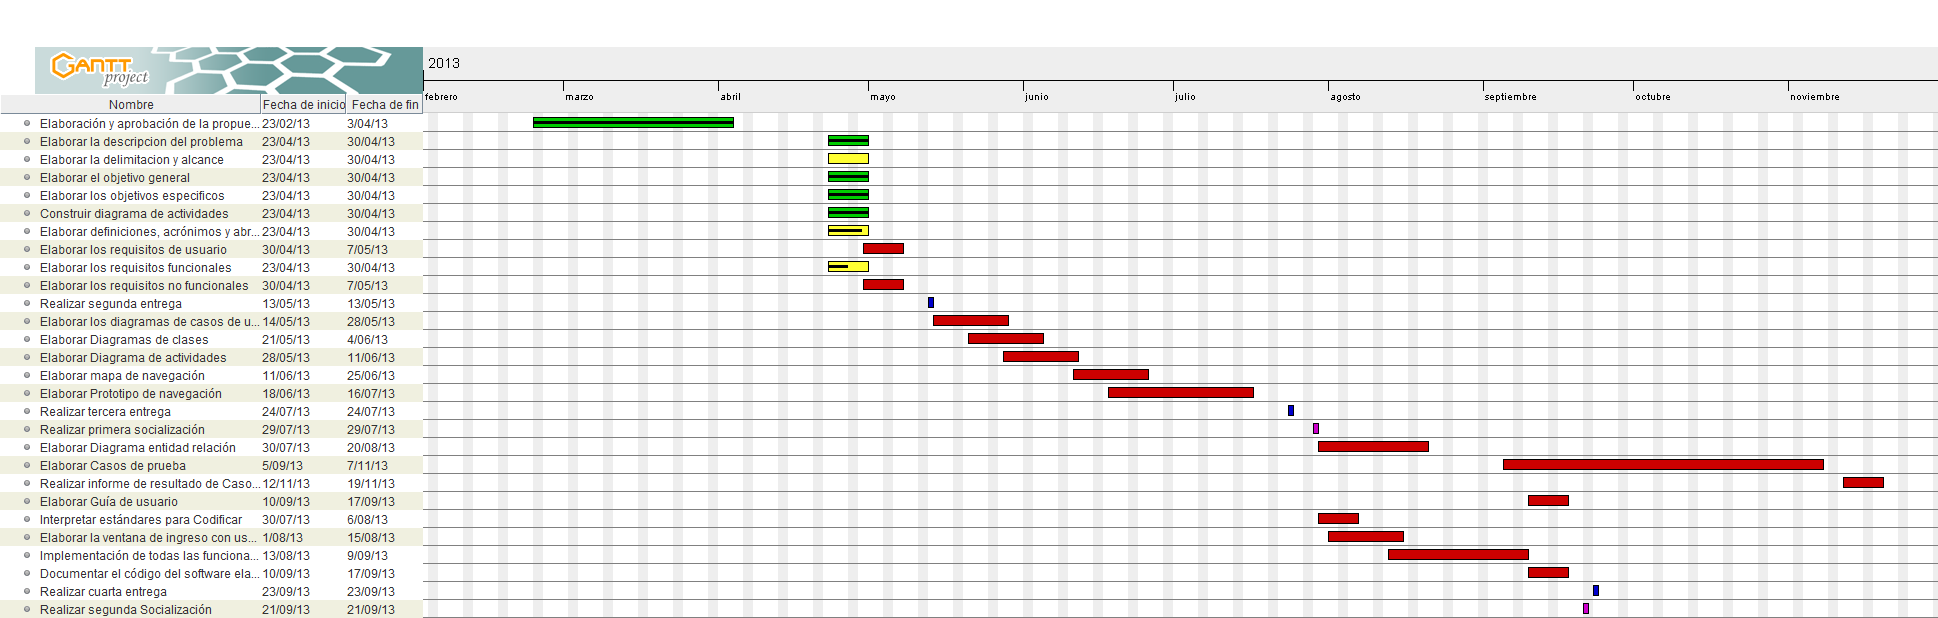 GANTT
project
2013
febrero marzo abril mayo junio julio agosto septiembre octubre noviembre
Nombre Fecha de inicio Fecha de fin
Elaboración y aprobación de la propue... 23/02/13 3/04/13
Elaborar la descripcion del problema 23/04/13 30/04/13
Elaborar la delimitacion y alcance 23/04/13 30/04/13
Elaborar el objetivo general 23/04/13 30/04/13
Elaborar los objetivos especificos 23/04/13 30/04/13
Construir diagrama de actividades 23/04/13 30/04/13
Elaborar definiciones, acrónimos y abr... 23/04/13 30/04/13
Elaborar los requisitos de usuario 30/04/13 7/05/13
Elaborar los requisitos funcionales 23/04/13 30/04/13
Elaborar los requisitos no funcionales 30/04/13 7/05/13
Realizar segunda entrega 13/05/13 13/05/13
Elaborar los diagramas de casos de u... 14/05/13 28/05/13
Elaborar Diagramas de clases 21/05/13 4/06/13
Elaborar Diagrama de actividades 28/05/13 11/06/13
Elaborar mapa de navegación 11/06/13 25/06/13
Elaborar Prototipo de navegación 18/06/13 16/07/13
Realizar tercera entrega 24/07/13 24/07/13
Realizar primera socialización 29/07/13 29/07/13
Elaborar Diagrama entidad relación 30/07/13 20/08/13
Elaborar Casos de prueba 5/09/13 7/11/13
Realizar informe de resultado de Caso... 12/11/13 19/11/13
Elaborar Guía de usuario 10/09/13 17/09/13
Interpretar estándares para Codificar 30/07/13 6/08/13
Elaborar la ventana de ingreso con us... 1/08/13 15/08/13
Implementación de todas las funciona... 13/08/13 9/09/13
Documentar el código del software ela... 10/09/13 17/09/13
Realizar cuarta entrega 23/09/13 23/09/13
Realizar segunda Socialización 21/09/13 21/09/13